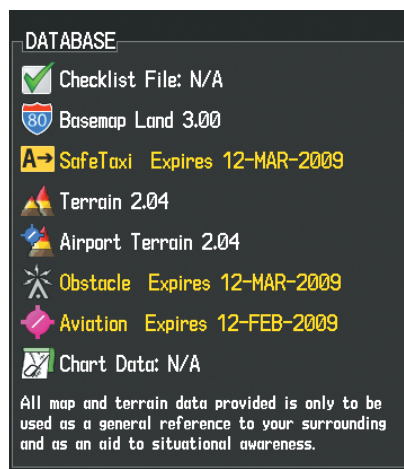 DATABASE
Checklist File: N/A
80 Basemap Land 3.00
A→ SafeTaxi Expires 12-MAR-2009
Terrain 2.04
Airport Terrain 2.04
Obstacle Expires 12-MAR-2009
Aviation Expires 12-FEB-2009
Chart Data: N/A
All map and terrain data provided is only to be
used as a general reference to your surrounding
and as an aid to situational awareness.